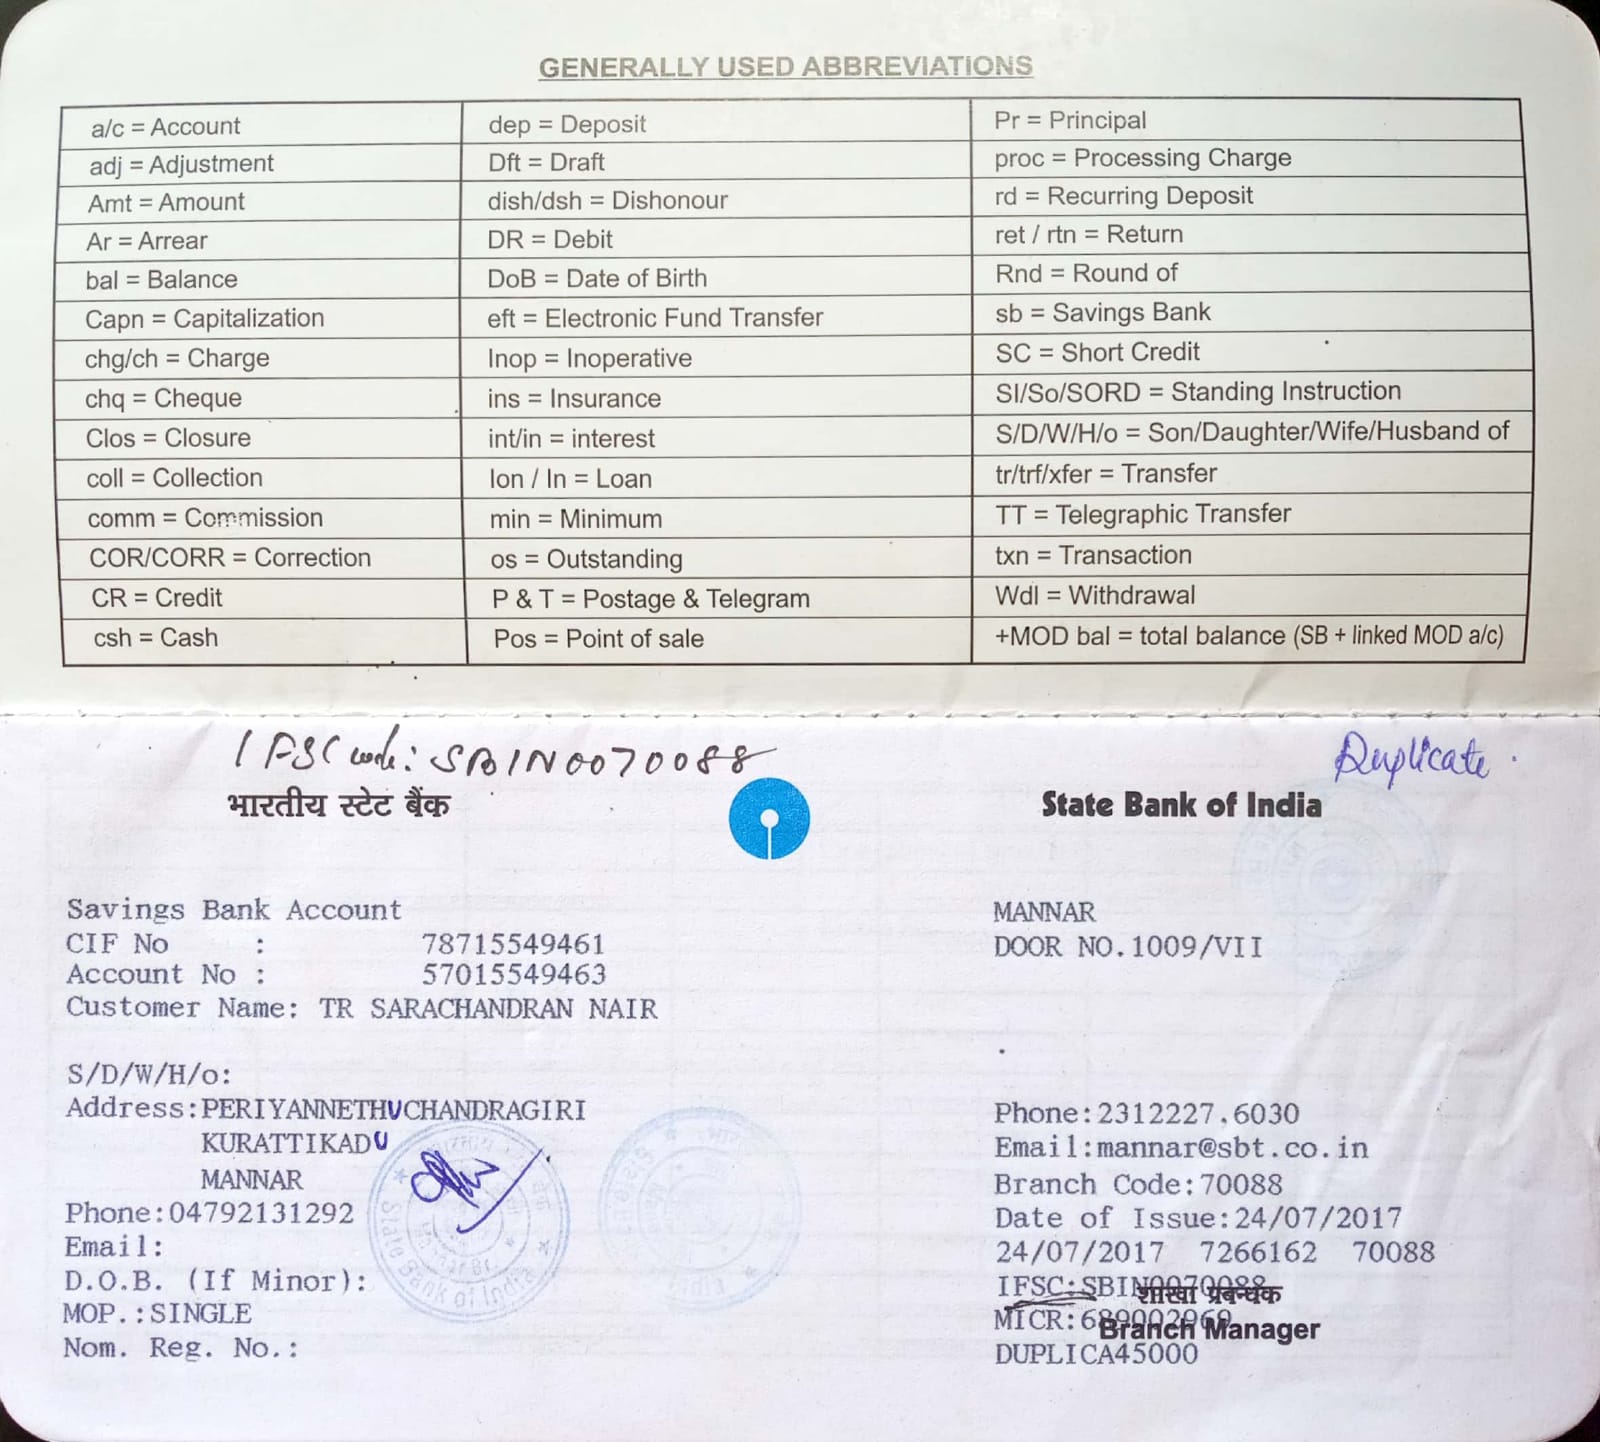 GENERALLY USED ABBREVIATIONS
a/c = Account dep = Deposit Pr = Principal
adj = Adjustment Dft = Draft proc = Processing Charge
Amt = Amount dish/dsh = Dishonour rd = Recurring Deposit
Ar = Arrear DR = Debit ret / rtn = Return
bal = Balance DoB = Date of Birth Rnd = Round of
Capn = Capitalization eft = Electronic Fund Transfer sb = Savings Bank
chg/ch = Charge Inop = Inoperative SC = Short Credit
chq = Cheque ins = Insurance SI/So/SORD = Standing Instruction
Clos = Closure int/in = interest S/D/W/H/o = Son/Daughter/Wife/Husband of
coll = Collection lon / ln = Loan tr/trf/xfer = Transfer
comm = Commission min = Minimum TT = Telegraphic Transfer
COR/CORR = Correction os = Outstanding txn = Transaction
CR = Credit P & T = Postage & Telegram Wdl = Withdrawal
csh = Cash Pos = Point of sale +MOD bal = total balance (SB + linked MOD a/c)
IFSC code: SBIN0070088 Duplicate
भारतीय स्टेट बैंक State Bank of India
Savings Bank Account MANNAR
CIF No : 78715549461 DOOR NO.1009/VII
Account No : 57015549463
Customer Name: TR SARACHANDRAN NAIR
S/D/W/H/o:
Address:PERIYANNETHUCHANDRAGIRI Phone:2312227,6030
KURATTIKADU Email:mannar@sbt.co.in
MANNAR Branch Code:70088
Phone:04792131292 Date of Issue:24/07/2017
Email: 24/07/2017 7266162 70088
D.O.B. (If Minor): IFSC:SBIN0070088
शाखा प्रबन्धक
MOP.:SINGLE MICR:
Branch Manager
Nom. Reg. No.: DUPLICA45000
State Bank of India